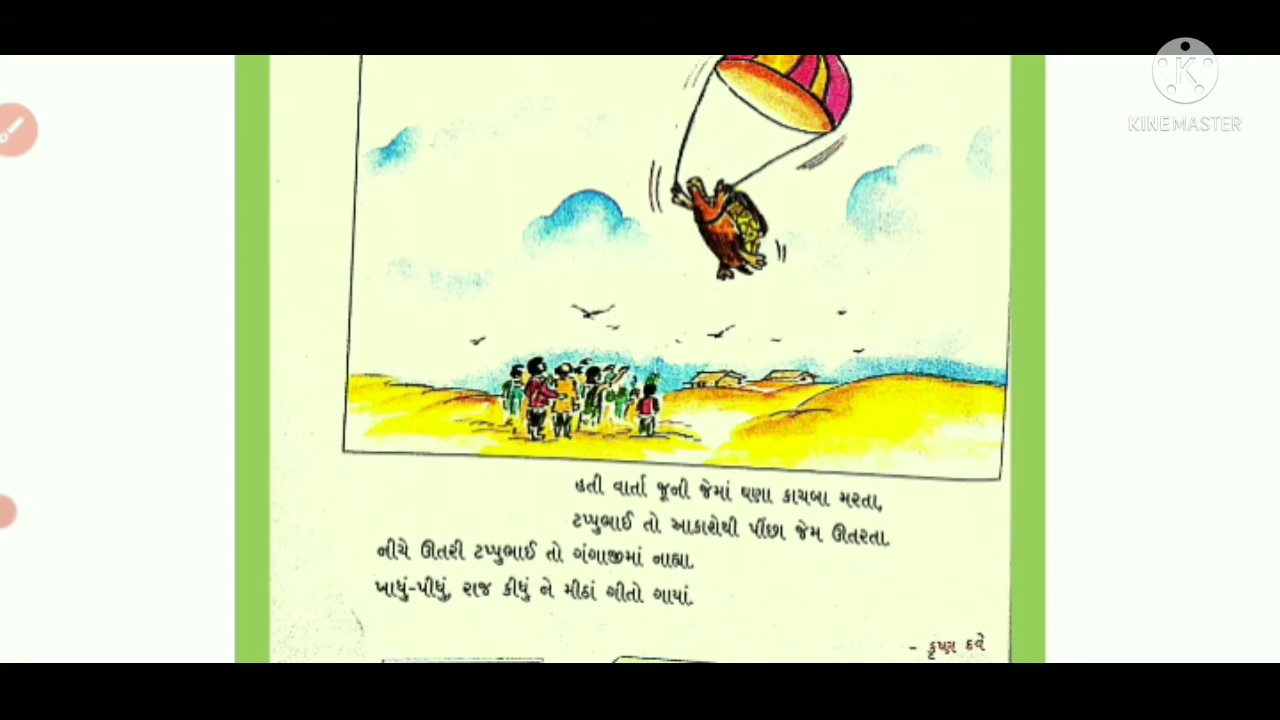 KINEMASTER
હતી વાર્તા જૂની જેમાં ઘણા કાચબા મરતા,
ટપ્પુભાઈ તો આકાશેથી પીંછા જેમ ઊતરતા.
નીચે ઊતરી ટપ્પુભાઈ તો ગંગાજીમાં નાહ્યા.
ખાધું-પીધું, રાજ કીધું ને મીઠાં ગીતો ગાયાં.
- કૃષ્ણ દવે